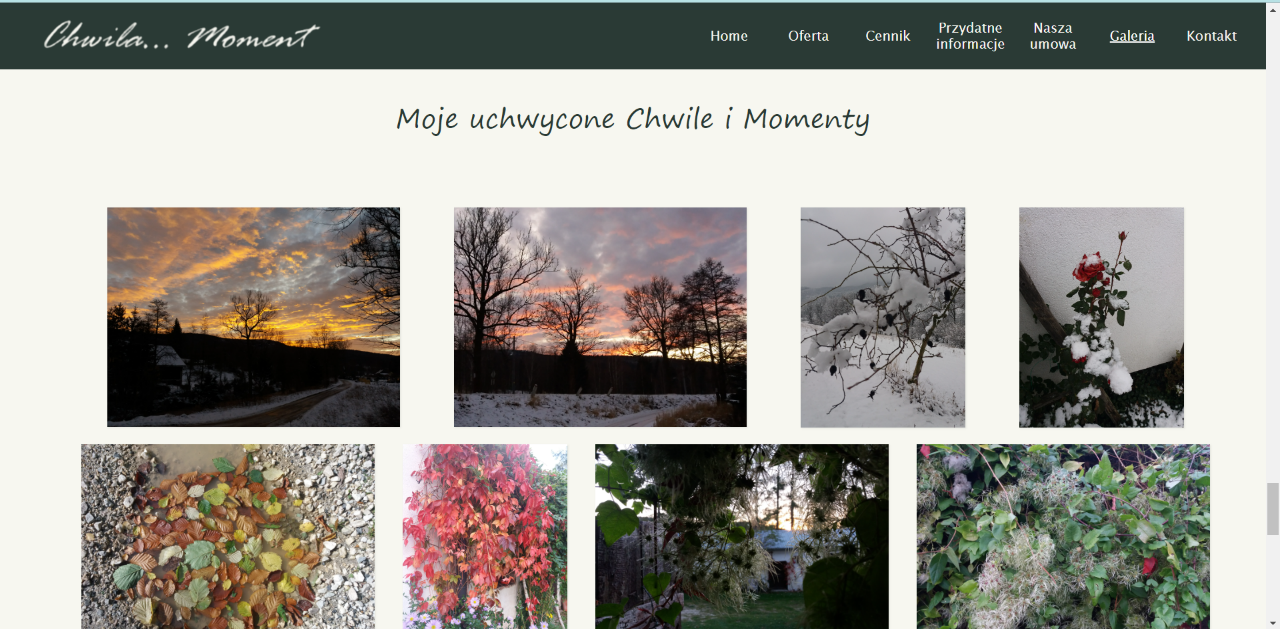 Chwila... Moment
Home
Oferta
Cennik
Przydatne
informacje
Nasza
umowa
Galeria
Kontakt
Moje uchwycone Chwile i Momenty